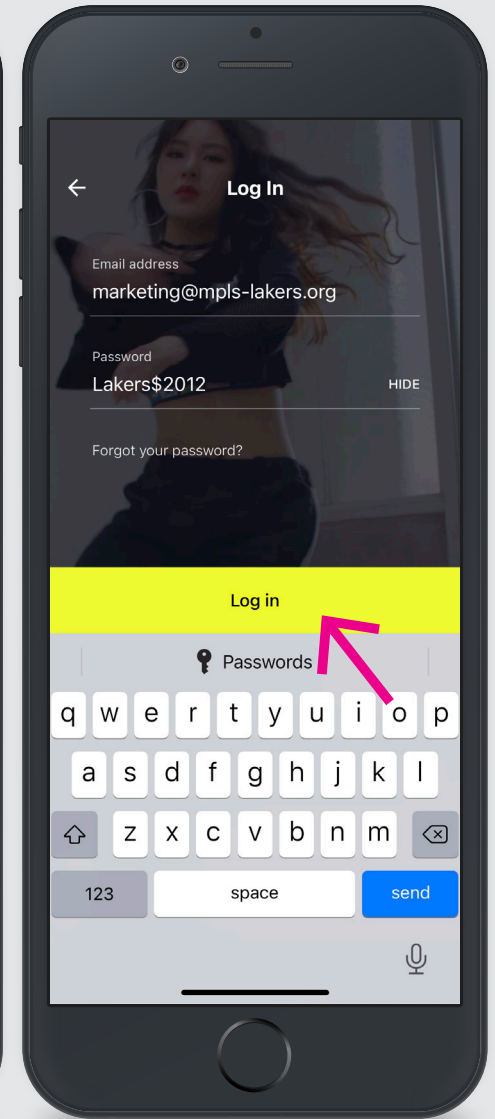 Log In
Email address
marketing@mpls-lakers.org
Password
Lakers$2012 HIDE
Forgot your password?
Log in
Passwords
q w e r t y u i o p
a s d f g h j k l
z x c v b n m
123 space send